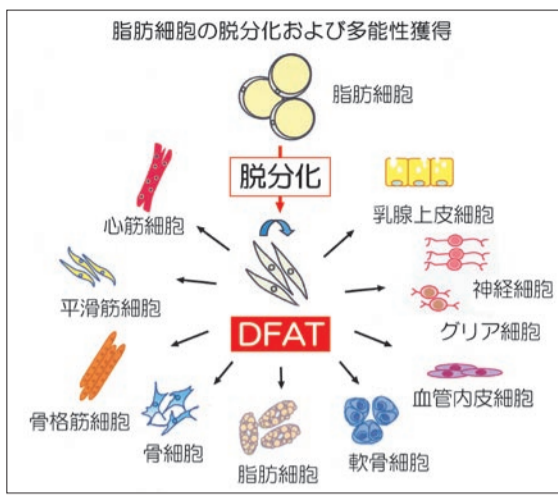 脂肪細胞の脱分化および多能性獲得
脂肪細胞
脱分化
心筋細胞
乳腺上皮細胞
平滑筋細胞
神経細胞
グリア細胞
DFAT
骨格筋細胞
血管内皮細胞
骨細胞
脂肪細胞
軟骨細胞